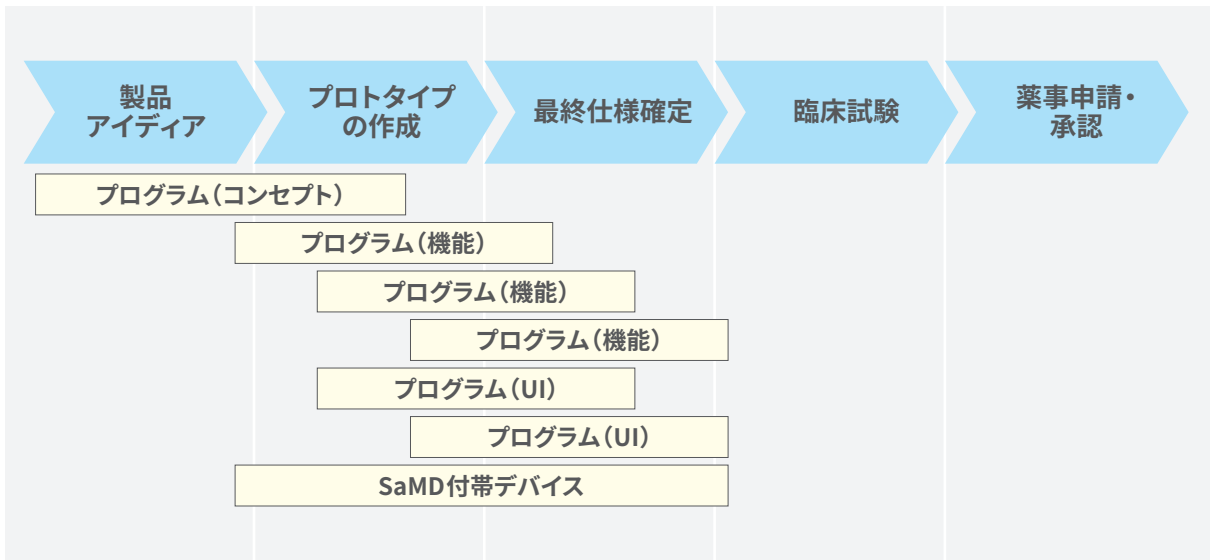 製品
アイディア
プロトタイプ
の作成
最終仕様確定
臨床試験
薬事申請・
承認
プログラム（コンセプト）
プログラム（機能）
プログラム（機能）
プログラム（機能）
プログラム（UI）
プログラム（UI）
SaMD付帯デバイス